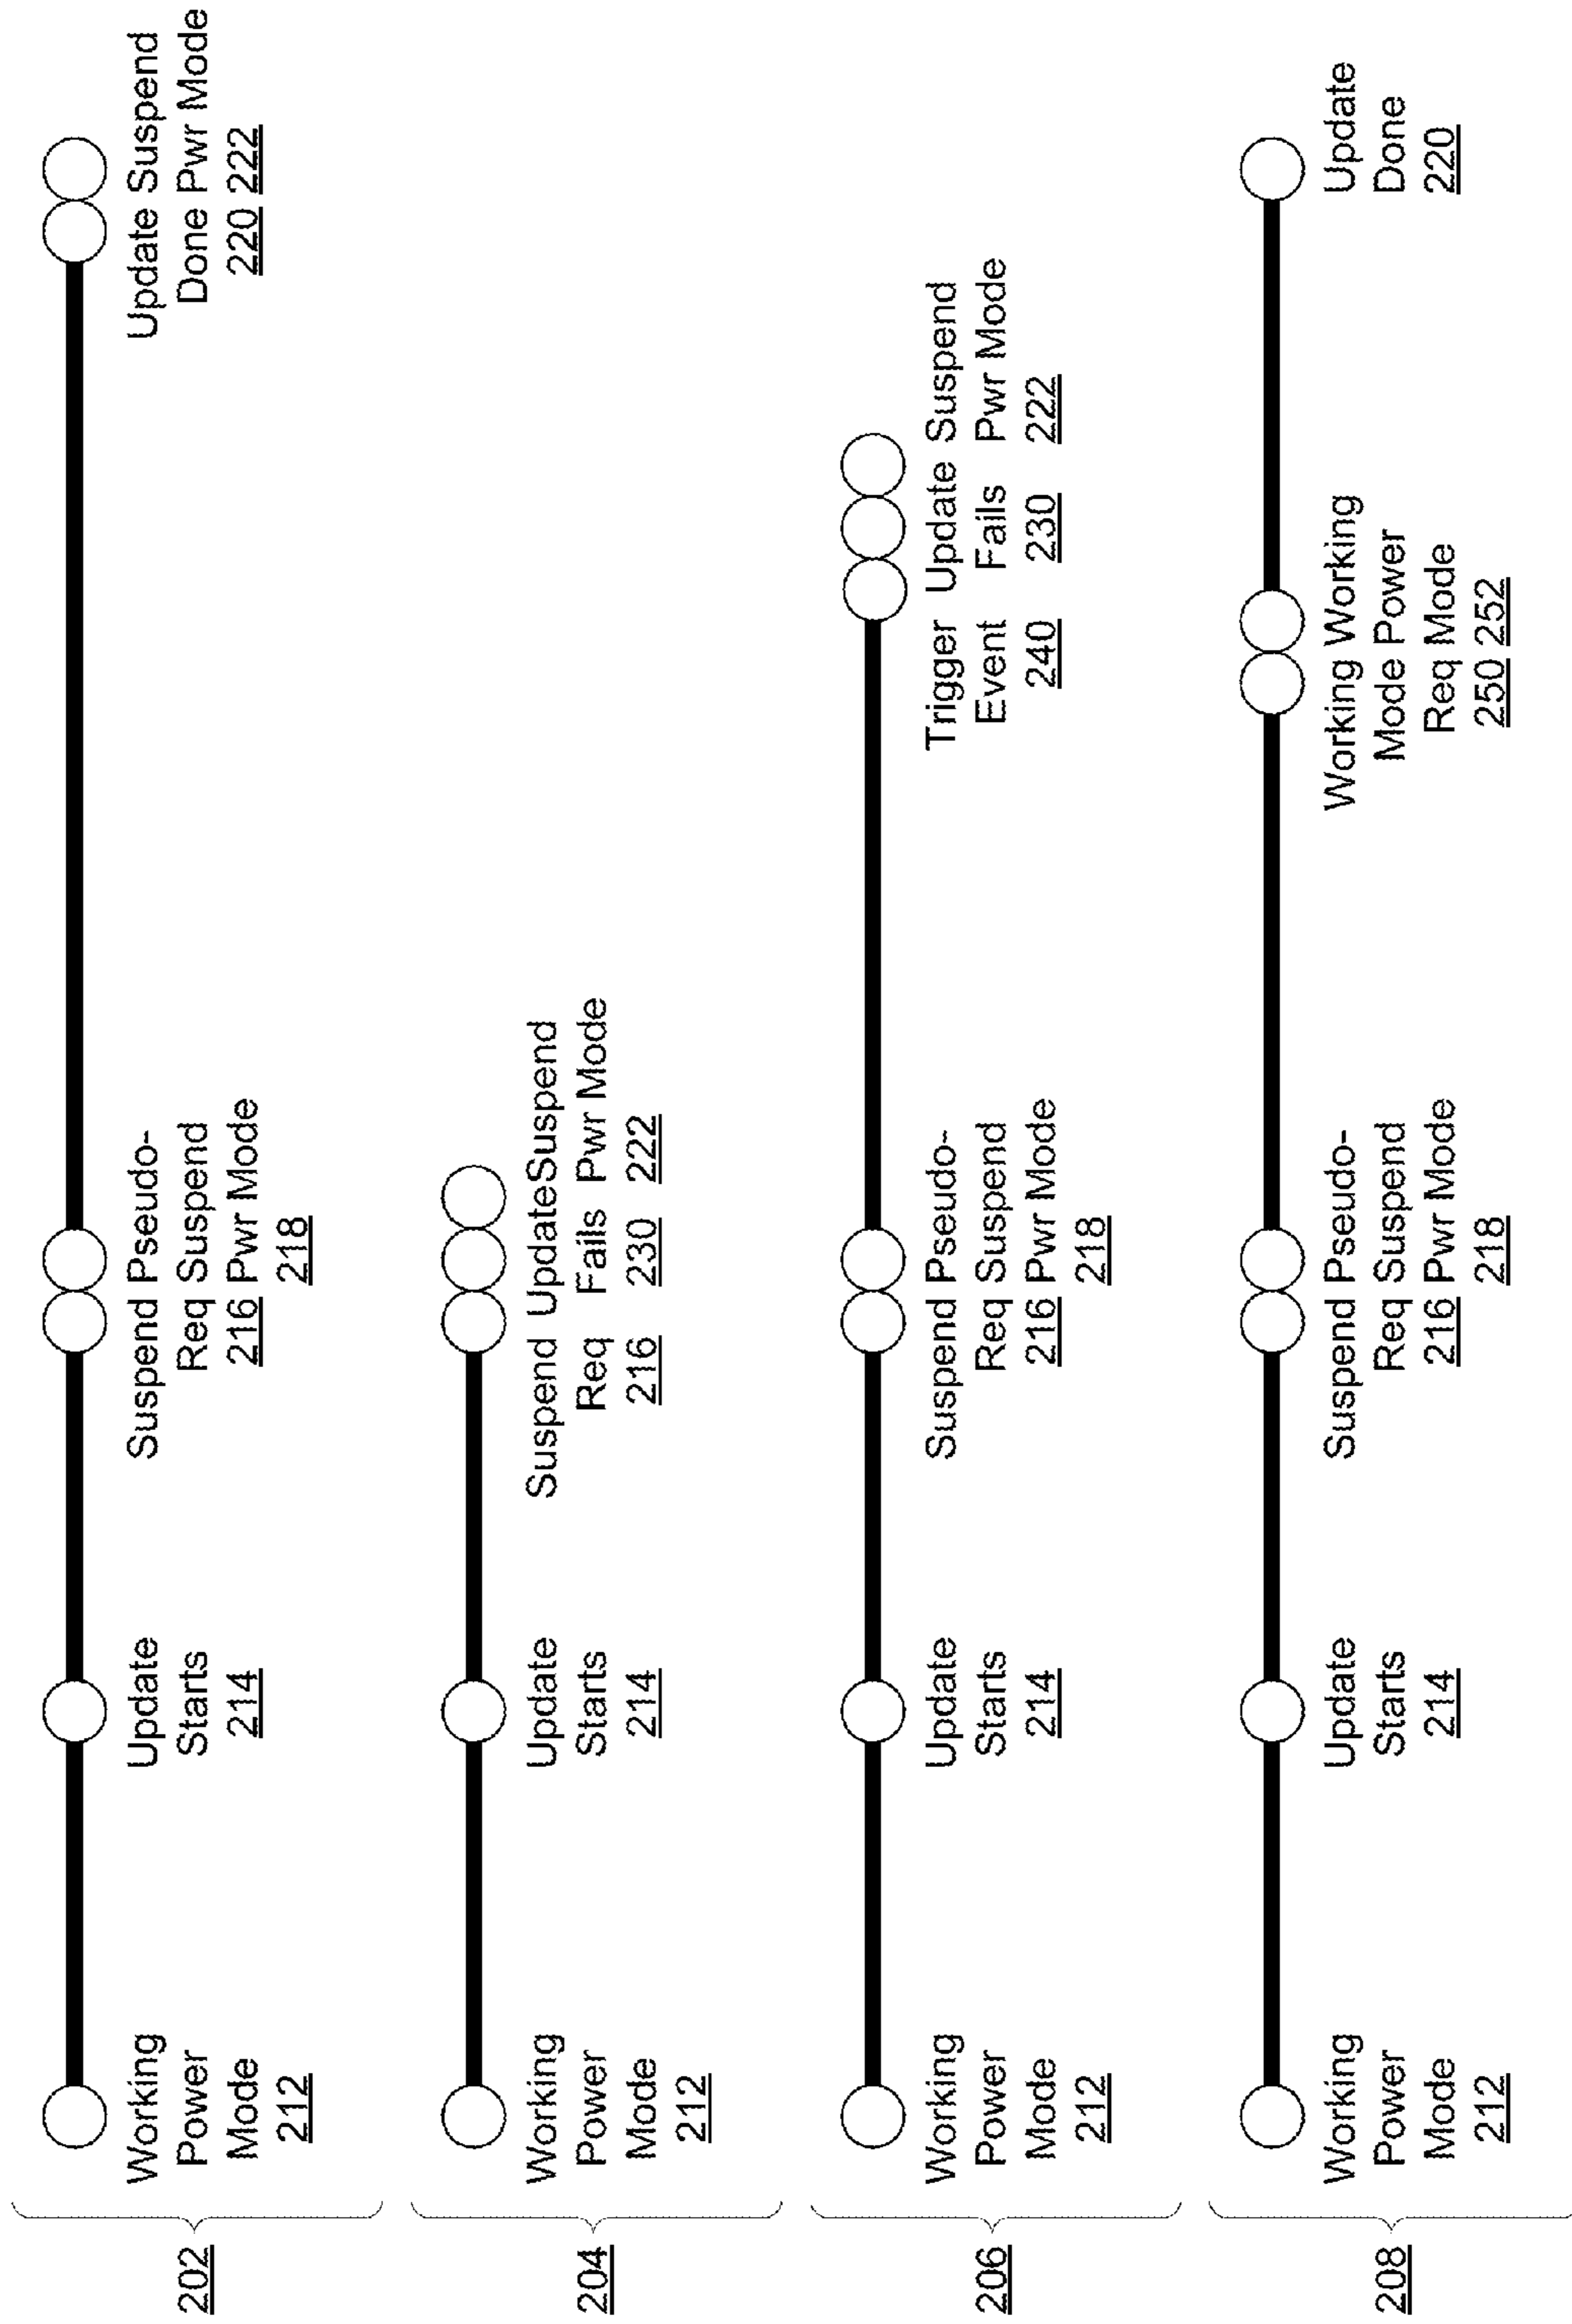 202
Working
Power
Mode
212
Update
Starts
214
Suspend Pseudo-
Req Suspend
216 Pwr Mode
218
Update Suspend
Done Pwr Mode
220 222
204
Working
Power
Mode
212
Update
Starts
214
Suspend UpdateSuspend
Req Fails Pwr Mode
216 230 222
206
Working
Power
Mode
212
Update
Starts
214
Suspend Pseudo-
Req Suspend
216 Pwr Mode
218
Trigger Update Suspend
Event Fails Pwr Mode
240 230 222
208
Working
Power
Mode
212
Update
Starts
214
Suspend Pseudo-
Req Suspend
216 Pwr Mode
218
Working Working
Mode Power
Req Mode
250 252
Update
Done
220